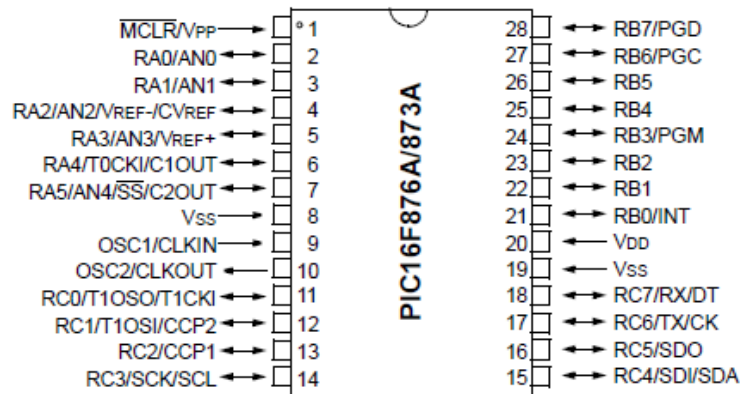 MCLR/VPP 1 28 RB7/PGD
RA0/AN0 2 27 RB6/PGC
RA1/AN1 3 26 RB5
RA2/AN2/VREF-/CVREF 4 25 RB4
RA3/AN3/VREF+ 5 24 RB3/PGM
RA4/T0CKI/C1OUT 6 23 RB2
RA5/AN4/SS/C2OUT 7 22 RB1
VSS 8 21 RB0/INT
OSC1/CLKIN 9 20 VDD
OSC2/CLKOUT 10 19 VSS
RC0/T1OSO/T1CKI 11 18 RC7/RX/DT
RC1/T1OSI/CCP2 12 17 RC6/TX/CK
RC2/CCP1 13 16 RC5/SDO
RC3/SCK/SCL 14 15 RC4/SDI/SDA
PIC16F876A/873A